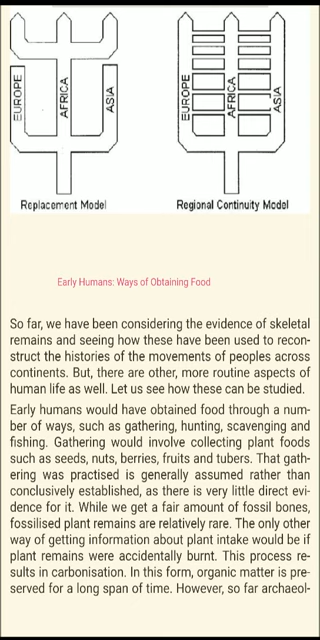 EUROPE
AFRICA
ASIA
EUROPE
AFRICA
ASIA
Replacement Model
Regional Continuity Model
Early Humans: Ways of Obtaining Food
So far, we have been considering the evidence of skeletal
remains and seeing how these have been used to recon-
struct the histories of the movements of peoples across
continents. But, there are other, more routine aspects of
human life as well. Let us see how these can be studied.
Early humans would have obtained food through a num-
ber of ways, such as gathering, hunting, scavenging and
fishing. Gathering would involve collecting plant foods
such as seeds, nuts, berries, fruits and tubers. That gath-
ering was practised is generally assumed rather than
conclusively established, as there is very little direct evi-
dence for it. While we get a fair amount of fossil bones,
fossilised plant remains are relatively rare. The only other
way of getting information about plant intake would be if
plant remains were accidentally burnt. This process re-
sults in carbonisation. In this form, organic matter is pre-
served for a long span of time. However, so far archaeol-